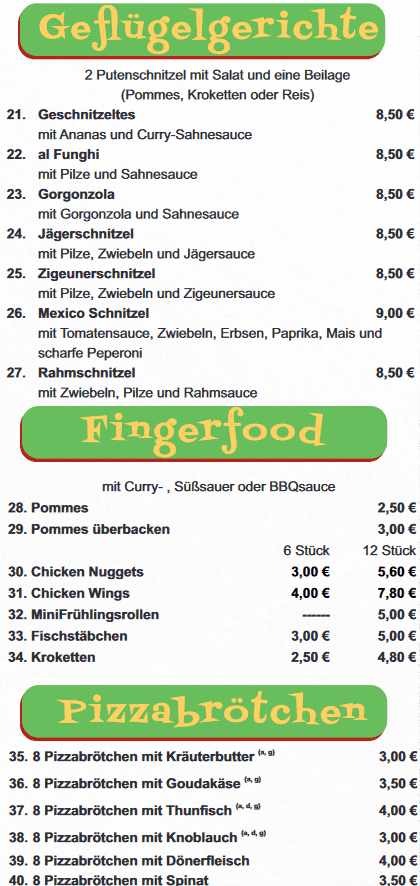 Geflügelgerichte
2 Putenschnitzel mit Salat und eine Beilage
(Pommes, Kroketten oder Reis)
21. Geschnitzeltes 8,50 €
mit Ananas und Curry-Sahnesauce
22. al Funghi 8,50 €
mit Pilze und Sahnesauce
23. Gorgonzola 8,50 €
mit Gorgonzola und Sahnesauce
24. Jägerschnitzel 8,50 €
mit Pilze, Zwiebeln und Jägersauce
25. Zigeunerschnitzel 8,50 €
mit Pilze, Zwiebeln und Zigeunersauce
26. Mexico Schnitzel 9,00 €
mit Tomatensauce, Zwiebeln, Erbsen, Paprika, Mais und
scharfe Peperoni
27. Rahmschnitzel 8,50 €
mit Zwiebeln, Pilze und Rahmsauce
Fingerfood
mit Curry- , Süßsauer oder BBQsauce
28. Pommes 2,50 €
29. Pommes überbacken 3,00 €
6 Stück 12 Stück
30. Chicken Nuggets 3,00 € 5,60 €
31. Chicken Wings 4,00 € 7,80 €
32. MiniFrühlingsrollen ------ 5,00 €
33. Fischstäbchen 3,00 € 5,00 €
34. Kroketten 2,50 € 4,80 €
Pizzabrötchen
35. 8 Pizzabrötchen mit Kräuterbutter (a, g) 3,00 €
36. 8 Pizzabrötchen mit Goudakäse (a, g) 3,50 €
37. 8 Pizzabrötchen mit Thunfisch (a, d, g) 4,00 €
38. 8 Pizzabrötchen mit Knoblauch (a, d, g) 3,00 €
39. 8 Pizzabrötchen mit Dönerfleisch 4,00 €
40. 8 Pizzabrötchen mit Spinat 3,50 €